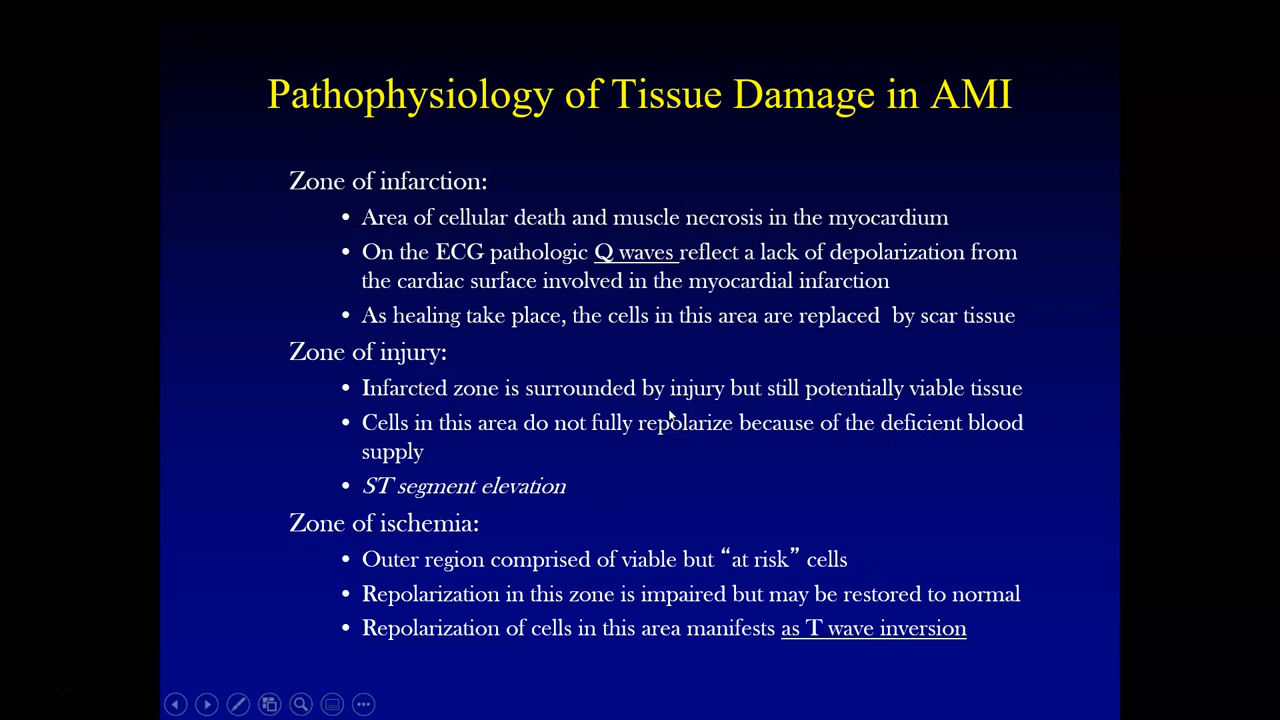 Pathophysiology of Tissue Damage in AMI
Zone of infarction:
• Area of cellular death and muscle necrosis in the myocardium
• On the ECG pathologic Q waves reflect a lack of depolarization from
the cardiac surface involved in the myocardial infarction
• As healing take place, the cells in this area are replaced  by scar tissue
Zone of injury:
• Infarcted zone is surrounded by injury but still potentially viable tissue
• Cells in this area do not fully repolarize because of the deficient blood
supply
• ST segment elevation
Zone of ischemia:
• Outer region comprised of viable but “at risk” cells
• Repolarization in this zone is impaired but may be restored to normal
• Repolarization of cells in this area manifests as T wave inversion